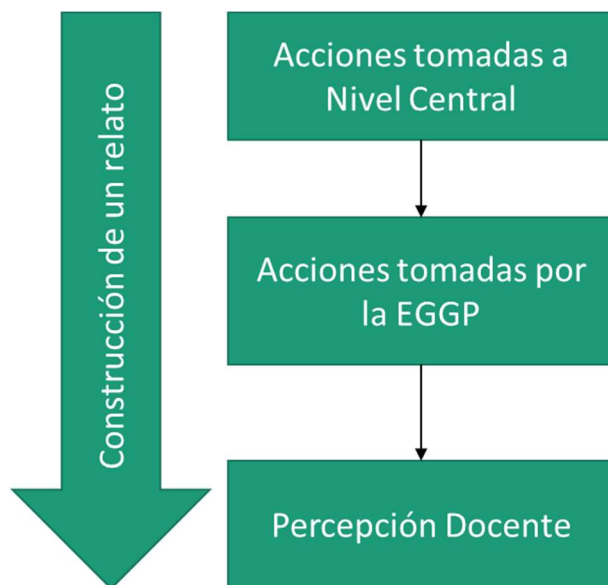 Construcción de un relato
Acciones tomadas a
Nivel Central
Acciones tomadas por
la EGGP
Percepción Docente